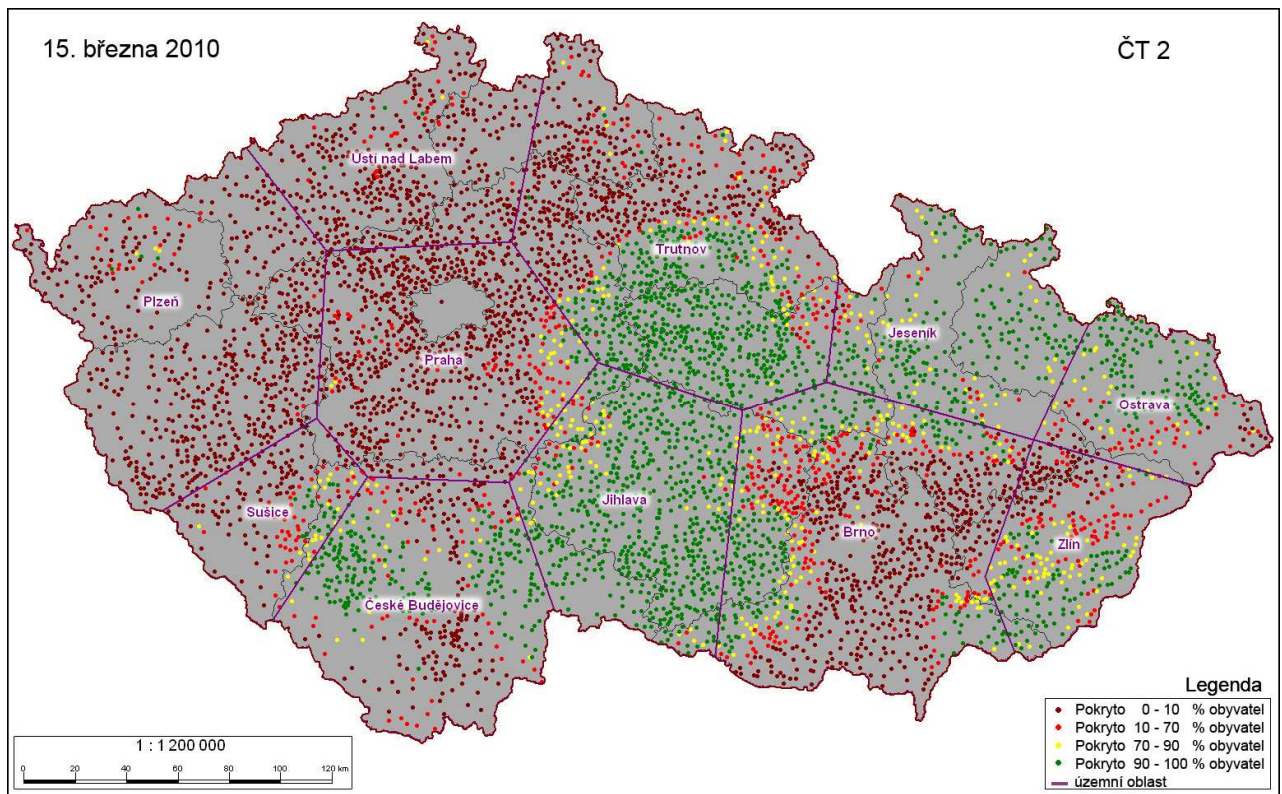 15. března 2010
ČT 2
Ústí nad Labem
Trutnov
Plzeň
Jeseník
Praha
Ostrava
Jihlava
Sušice
Brno
Zlín
České Budějovice
Legenda
Pokryto 0 - 10 % obyvatel
Pokryto 10 - 70 % obyvatel
Pokryto 70 - 90 % obyvatel
Pokryto 90 - 100 % obyvatel
územní oblast
1 : 1 200 000
0 20 40 60 80 100 120 km